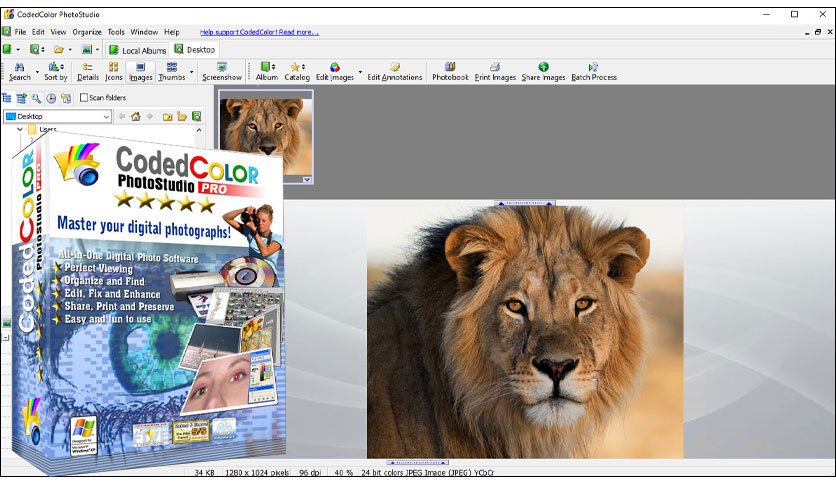 CodedColor PhotoStudio
File Edit View Organize Tools Window Help Help support CodedColor! Read more...
Local Albums Desktop
Search Sort by Details Icons Images Thumbs Screenshow Album Catalog Edit Images Edit Annotations Photobook Print Images Share Images Batch Process
Scan folders
Desktop
Users
CodedColor
PhotoStudio PRO
Master your digital photographs!
All-in-One Digital Photo Software
Perfect Viewing
Organize and Find
Edit, Fix and Enhance
Share, Print and Preserve
Easy and fun to use
CodedColor
PhotoStudio PRO
Designed for
Microsoft
Windows XP
34 KB 1280 x 1024 pixels 96 dpi 40 % 24 bit colors JPEG Image (JPEG) YCbCr